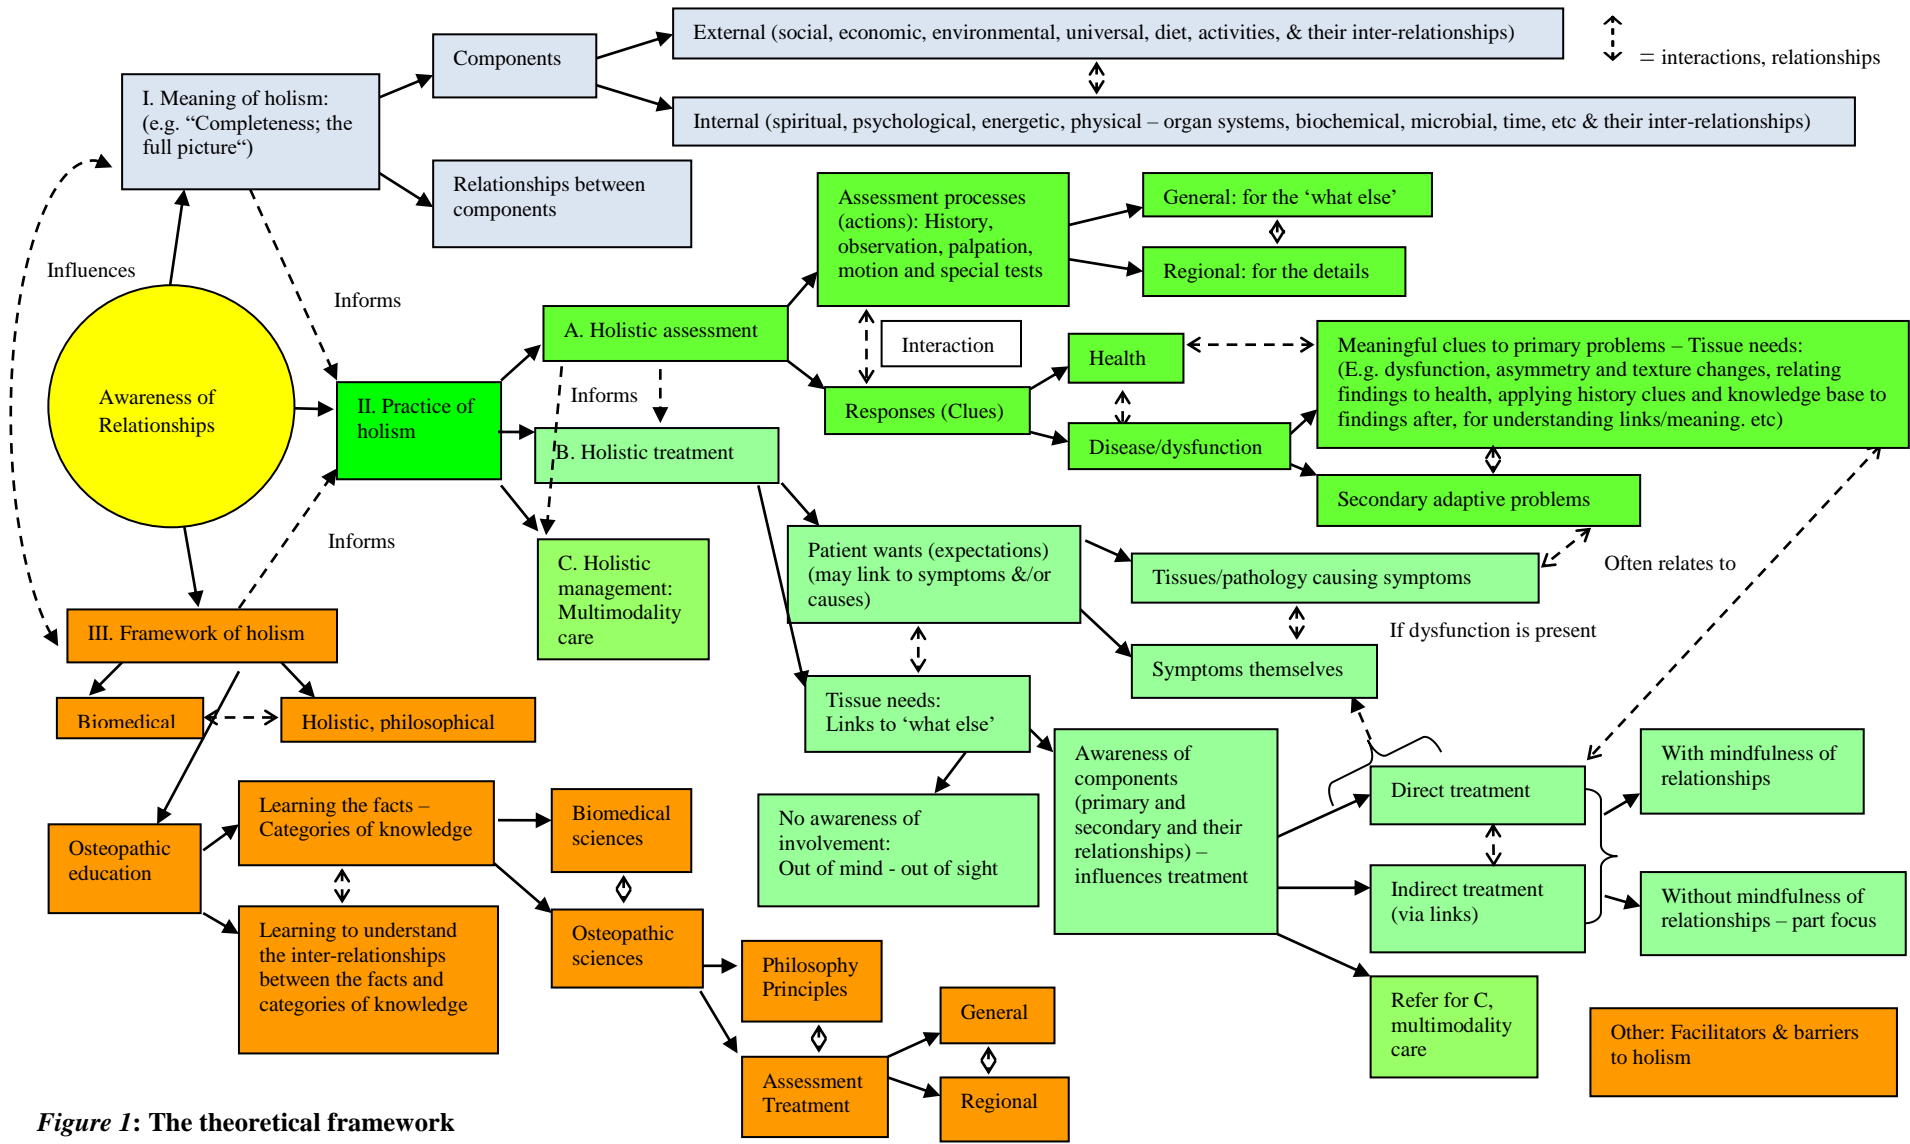 External (social, economic, environmental, universal, diet, activities, & their inter-relationships)
= interactions, relationships
Components
I. Meaning of holism:
(e.g. “Completeness; the
full picture“)
Internal (spiritual, psychological, energetic, physical – organ systems, biochemical, microbial, time, etc & their inter-relationships)
Relationships between
components
Assessment processes
(actions): History,
observation, palpation,
motion and special tests
General: for the ‘what else’
Regional: for the details
Influences
Informs
A. Holistic assessment
Interaction
Health
Meaningful clues to primary problems – Tissue needs:
(E.g. dysfunction, asymmetry and texture changes, relating
findings to health, applying history clues and knowledge base to
findings after, for understanding links/meaning. etc)
Awareness of
Relationships
II. Practice of
holism
Informs
Responses (Clues)
B. Holistic treatment
Disease/dysfunction
Secondary adaptive problems
Informs
C. Holistic
management:
Multimodality
care
Patient wants (expectations)
(may link to symptoms &/or
causes)
Tissues/pathology causing symptoms
Often relates to
If dysfunction is present
Symptoms themselves
III. Framework of holism
Biomedical
Holistic, philosophical
Tissue needs:
Links to ‘what else’
Awareness of
components
(primary and
secondary and their
relationships) –
influences treatment
Direct treatment
With mindfulness of
relationships
No awareness of
involvement:
Out of mind - out of sight
Indirect treatment
(via links)
Without mindfulness of
relationships – part focus
Osteopathic
education
Learning the facts –
Categories of knowledge
Biomedical
sciences
Learning to understand
the inter-relationships
between the facts and
categories of knowledge
Osteopathic
sciences
Philosophy
Principles
General
Assessment
Treatment
Regional
Refer for C,
multimodality
care
Other: Facilitators & barriers
to holism
Figure 1: The theoretical framework